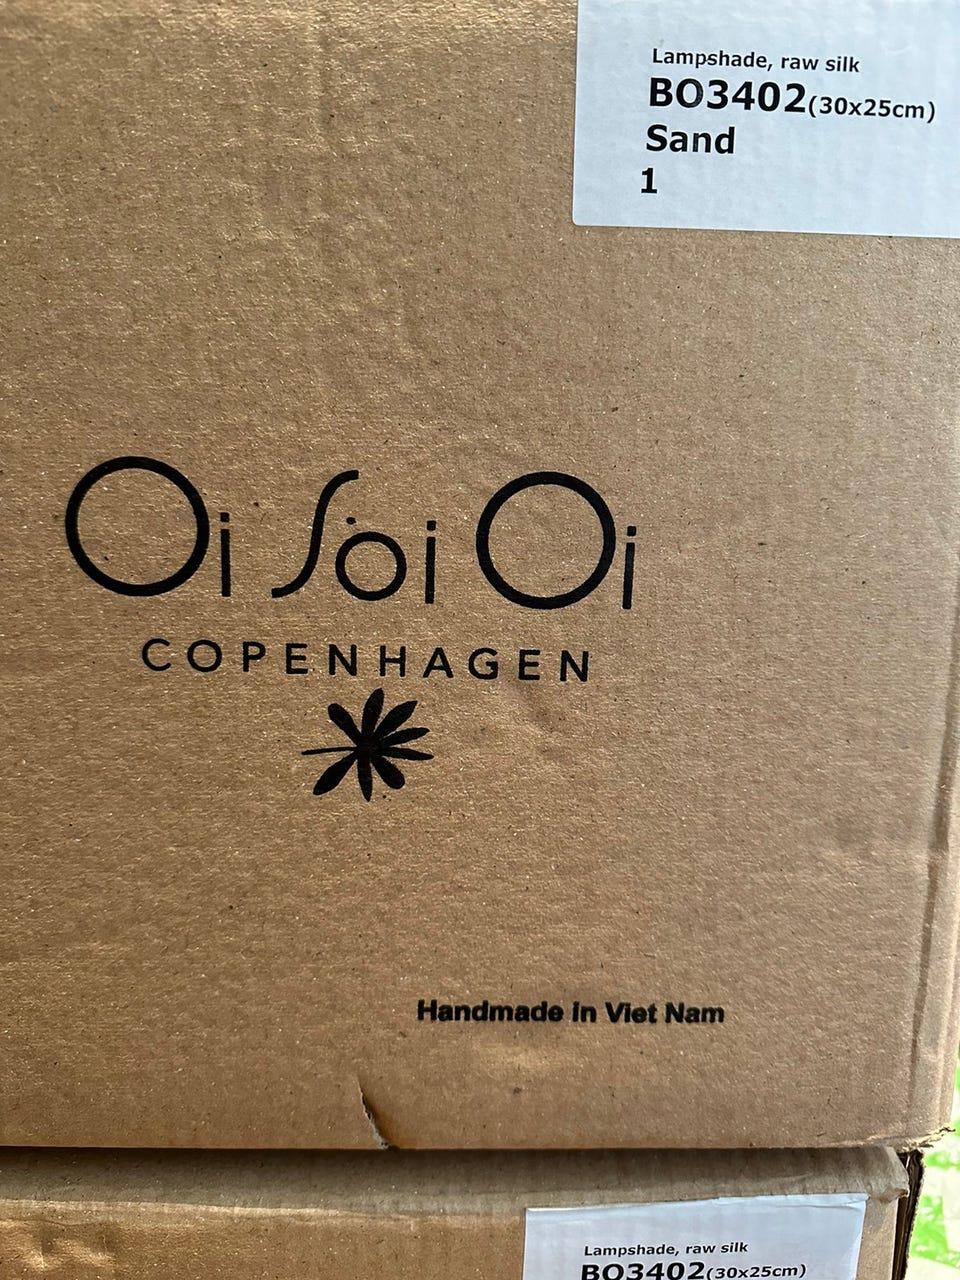 Lampshade, raw silk
BO3402(30x25cm)
Sand
1
Oi Soi Oi
COPENHAGEN
Handmade in Viet Nam
Lampshade, raw silk
BO3402(30x25cm)